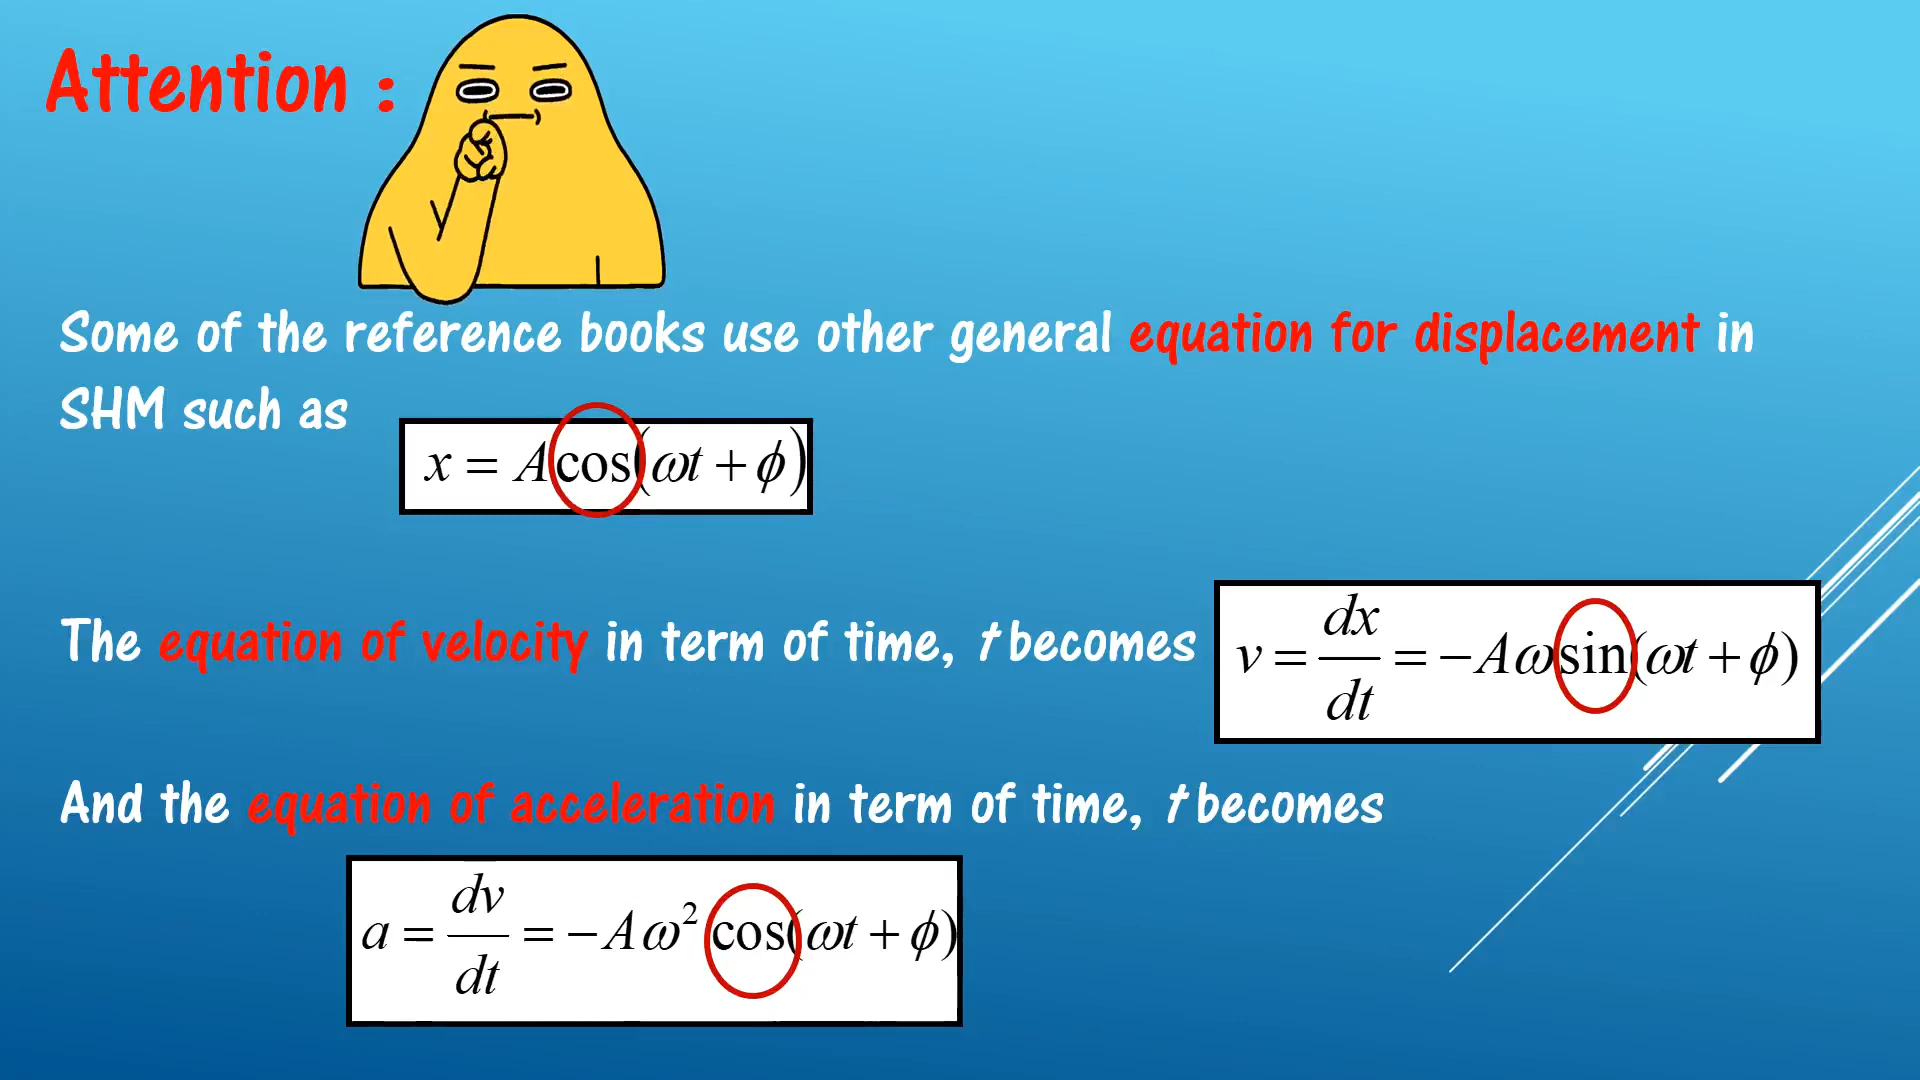 Attention :
Some of the reference books use other general equation for displacement in
SHM such as
x = A cos(ωt + ϕ)
The equation of velocity in term of time, t becomes
v = dx/dt = −Aω sin(ωt + ϕ)
And the equation of acceleration in term of time, t becomes
a = dv/dt = −Aω² cos(ωt + ϕ)